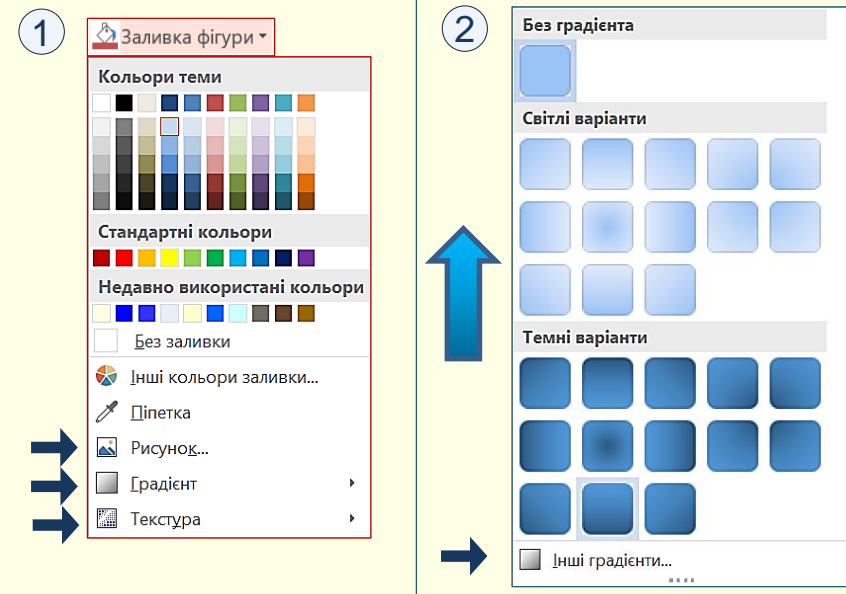 1
Заливка фігури
Кольори теми
Стандартні кольори
Недавно використані кольори
Без заливки
Інші кольори заливки...
Піпетка
Рисунок...
Градієнт
Текстура
2
Без градієнта
Світлі варіанти
Темні варіанти
Інші градієнти...